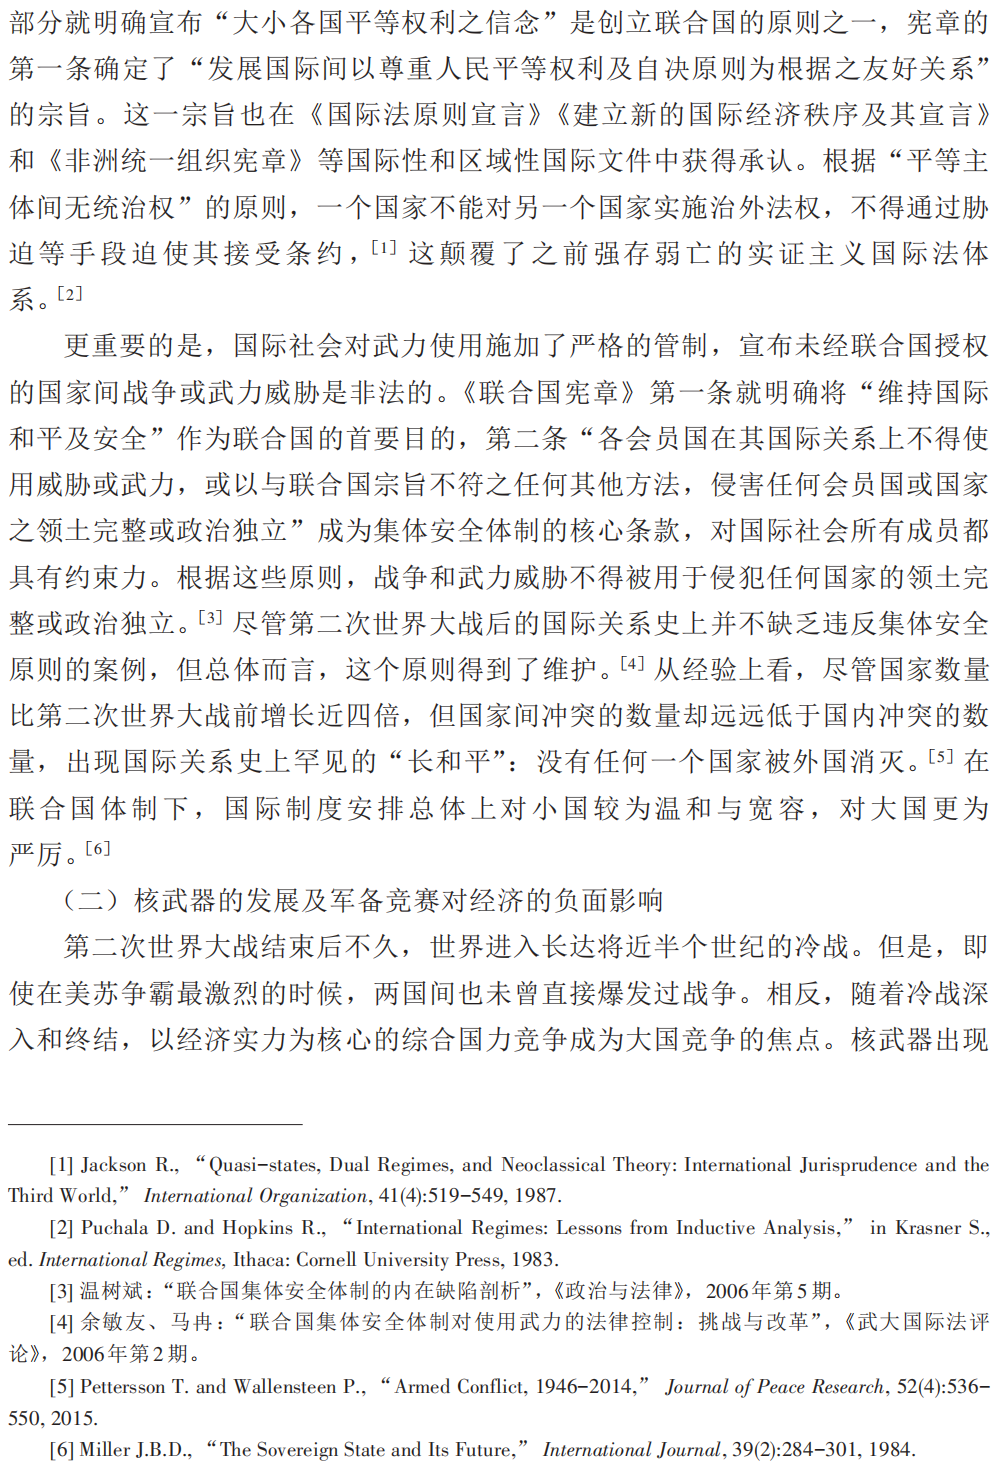 部分就明确宣布“大小各国平等权利之信念”是创立联合国的原则之一，宪章的
第一条确定了“发展国际间以尊重人民平等权利及自决原则为根据之友好关系”
的宗旨。这一宗旨也在《国际法原则宣言》《建立新的国际经济秩序及其宣言》
和《非洲统一组织宪章》等国际性和区域性国际文件中获得承认。根据“平等主
体间无统治权”的原则，一个国家不能对另一个国家实施治外法权，不得通过胁
迫等手段迫使其接受条约，[1]这颠覆了之前强存弱亡的实证主义国际法体
系。[2]
更重要的是，国际社会对武力使用施加了严格的管制，宣布未经联合国授权
的国家间战争或武力威胁是非法的。《联合国宪章》第一条就明确将“维持国际
和平及安全”作为联合国的首要目的，第二条“各会员国在其国际关系上不得使
用威胁或武力，或以与联合国宗旨不符之任何其他方法，侵害任何会员国或国家
之领土完整或政治独立”成为集体安全体制的核心条款，对国际社会所有成员都
具有约束力。根据这些原则，战争和武力威胁不得被用于侵犯任何国家的领土完
整或政治独立。[3]尽管第二次世界大战后的国际关系史上并不缺乏违反集体安全
原则的案例，但总体而言，这个原则得到了维护。[4]从经验上看，尽管国家数量
比第二次世界大战前增长近四倍，但国家间冲突的数量却远远低于国内冲突的数
量，出现国际关系史上罕见的“长和平”：没有任何一个国家被外国消灭。[5]在
联合国体制下，国际制度安排总体上对小国较为温和与宽容，对大国更为
严厉。[6]
（二）核武器的发展及军备竞赛对经济的负面影响
第二次世界大战结束后不久，世界进入长达将近半个世纪的冷战。但是，即
使在美苏争霸最激烈的时候，两国间也未曾直接爆发过战争。相反，随着冷战深
入和终结，以经济实力为核心的综合国力竞争成为大国竞争的焦点。核武器出现
[1] Jackson R., “Quasi-states, Dual Regimes, and Neoclassical Theory: International Jurisprudence and the
Third World,” International Organization, 41(4):519-549, 1987.
[2] Puchala D. and Hopkins R., “International Regimes: Lessons from Inductive Analysis,” in Krasner S.,
ed. International Regimes, Ithaca: Cornell University Press, 1983.
[3] 温树斌：“联合国集体安全体制的内在缺陷剖析”，《政治与法律》，2006年第5期。
[4] 余敏友、马冉：“联合国集体安全体制对使用武力的法律控制：挑战与改革”，《武大国际法评
论》，2006年第2期。
[5] Pettersson T. and Wallensteen P., “Armed Conflict, 1946-2014,” Journal of Peace Research, 52(4):536-
550, 2015.
[6] Miller J.B.D., “The Sovereign State and Its Future,” International Journal, 39(2):284-301, 1984.